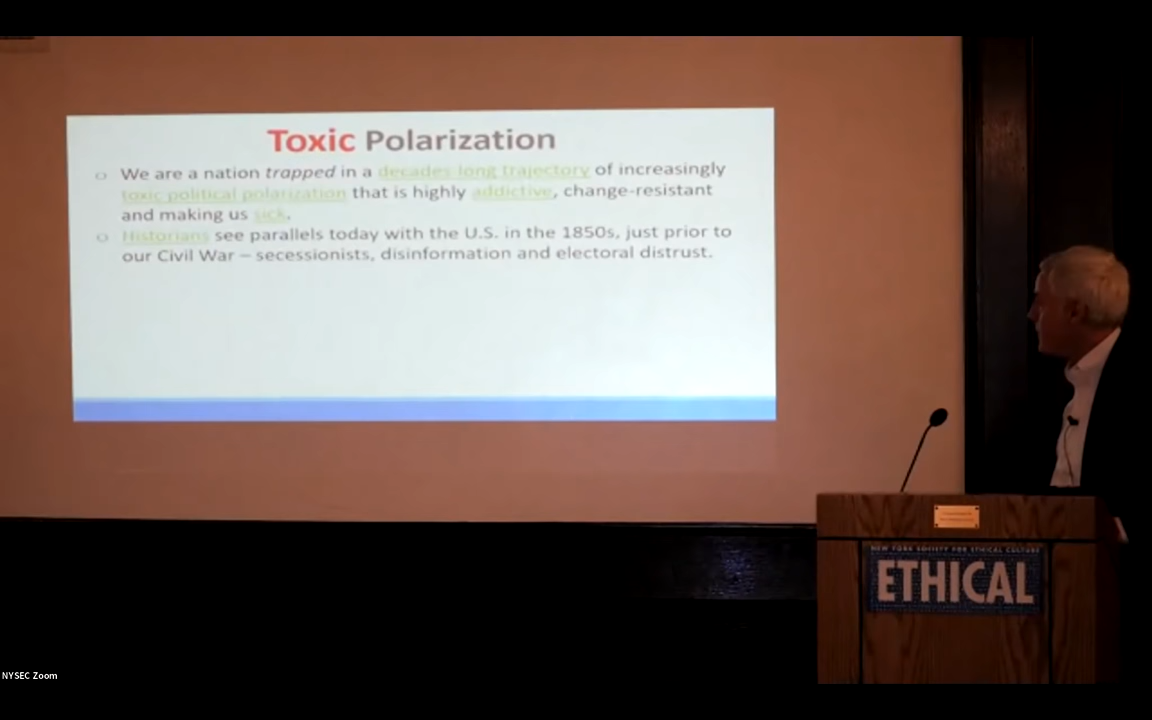 Toxic Polarization
○ We are a nation trapped in a decades long trajectory of increasingly
toxic political polarization that is highly addictive, change-resistant
and making us sick.
○ Historians see parallels today with the U.S. in the 1850s, just prior to
our Civil War – secessionists, disinformation and electoral distrust.
NEW YORK SOCIETY FOR ETHICAL CULTURE
ETHICAL
NYSEC Zoom